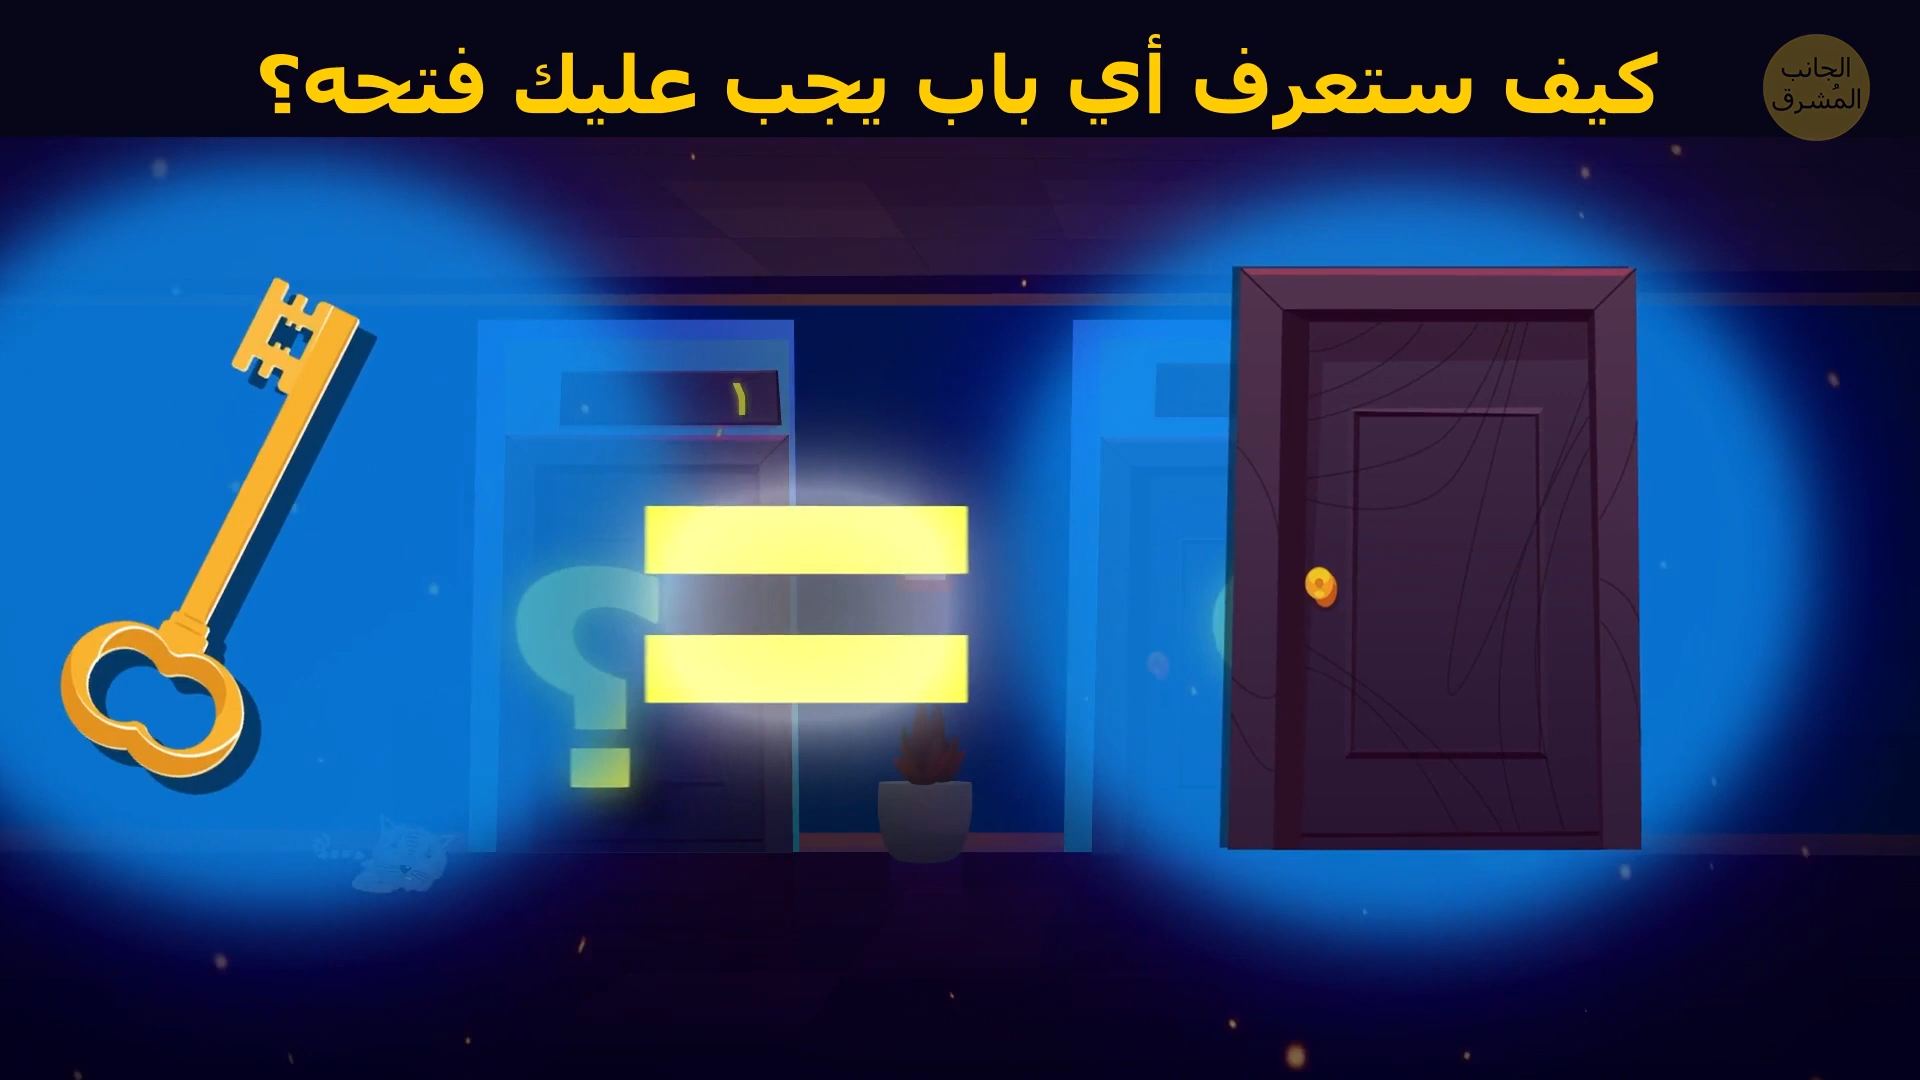 كيف ستعرف أي باب يجب عليك فتحه؟
الجانب
المُشرق
١
؟